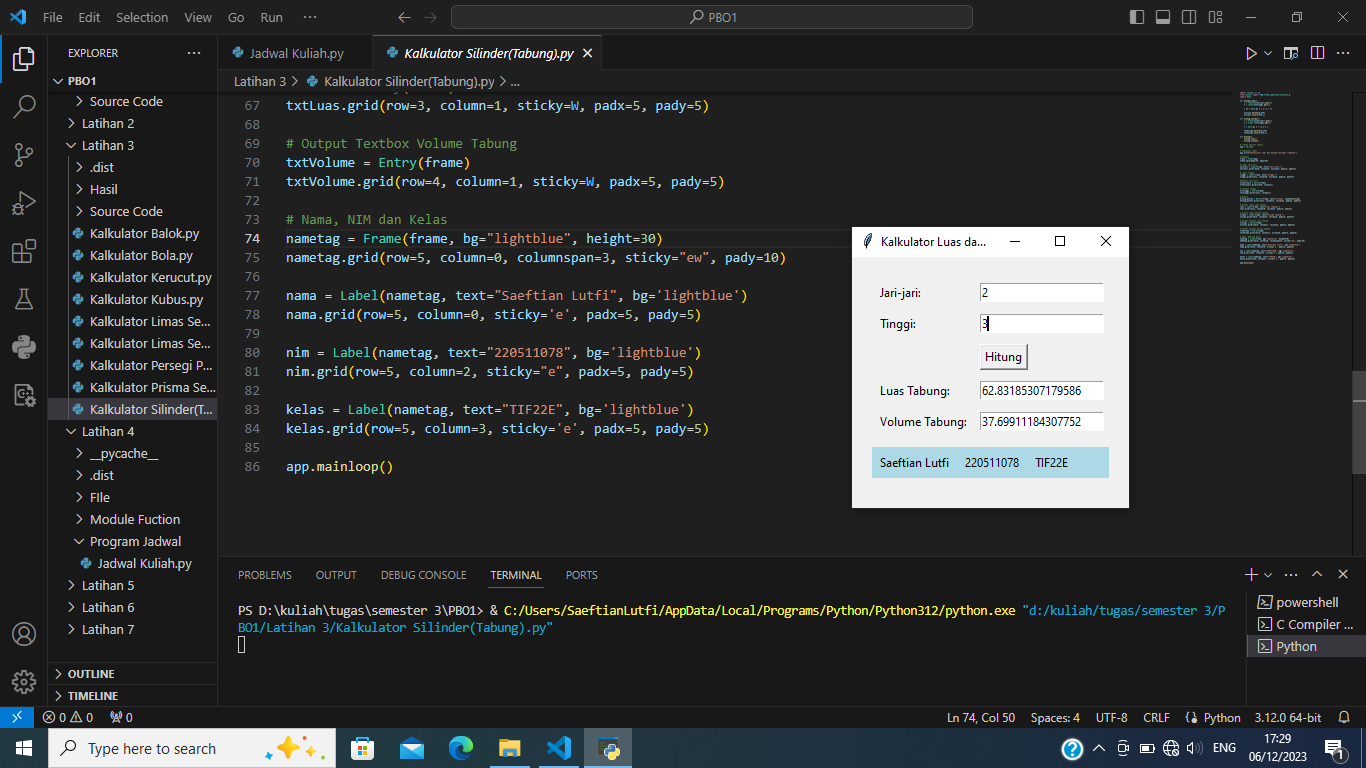 File Edit Selection View Go Run ··· PBO1
EXPLORER ···
PBO1
Source Code
Latihan 2
Latihan 3
.dist
Hasil
Source Code
Kalkulator Balok.py
Kalkulator Bola.py
Kalkulator Kerucut.py
Kalkulator Kubus.py
Kalkulator Limas Se...
Kalkulator Limas Se...
Kalkulator Persegi P...
Kalkulator Prisma Se...
Kalkulator Silinder(T...
Latihan 4
__pycache__
.dist
FIle
Module Fuction
Program Jadwal
Jadwal Kuliah.py
Latihan 5
Latihan 6
Latihan 7
OUTLINE
TIMELINE
Jadwal Kuliah.py Kalkulator Silinder(Tabung).py
Latihan 3 > Kalkulator Silinder(Tabung).py > ...
67 txtLuas.grid(row=3, column=1, sticky=W, padx=5, pady=5)
68
69 # Output Textbox Volume Tabung
70 txtVolume = Entry(frame)
71 txtVolume.grid(row=4, column=1, sticky=W, padx=5, pady=5)
72
73 # Nama, NIM dan Kelas
74 nametag = Frame(frame, bg="lightblue", height=30)
75 nametag.grid(row=5, column=0, columnspan=3, sticky="ew", pady=10)
76
77 nama = Label(nametag, text="Saeftian Lutfi", bg='lightblue')
78 nama.grid(row=5, column=0, sticky='e', padx=5, pady=5)
79
80 nim = Label(nametag, text="220511078", bg='lightblue')
81 nim.grid(row=5, column=2, sticky="e", padx=5, pady=5)
82
83 kelas = Label(nametag, text="TIF22E", bg='lightblue')
84 kelas.grid(row=5, column=3, sticky='e', padx=5, pady=5)
85
86 app.mainloop()
Kalkulator Luas da...
Jari-jari: 2
Tinggi: 3
Hitung
Luas Tabung: 62.83185307179586
Volume Tabung: 37.69911184307752
Saeftian Lutfi 220511078 TIF22E
PROBLEMS OUTPUT DEBUG CONSOLE TERMINAL PORTS
PS D:\kuliah\tugas\semester 3\PBO1> & C:/Users/SaeftianLutfi/AppData/Local/Programs/Python/Python312/python.exe "d:/kuliah/tugas/semester 3/P
BO1/Latihan 3/Kalkulator Silinder(Tabung).py"
powershell
C Compiler ...
Python
0 0 0 Ln 74, Col 50 Spaces: 4 UTF-8 CRLF Python 3.12.0 64-bit
Type here to search
ENG
17:29
06/12/2023
1